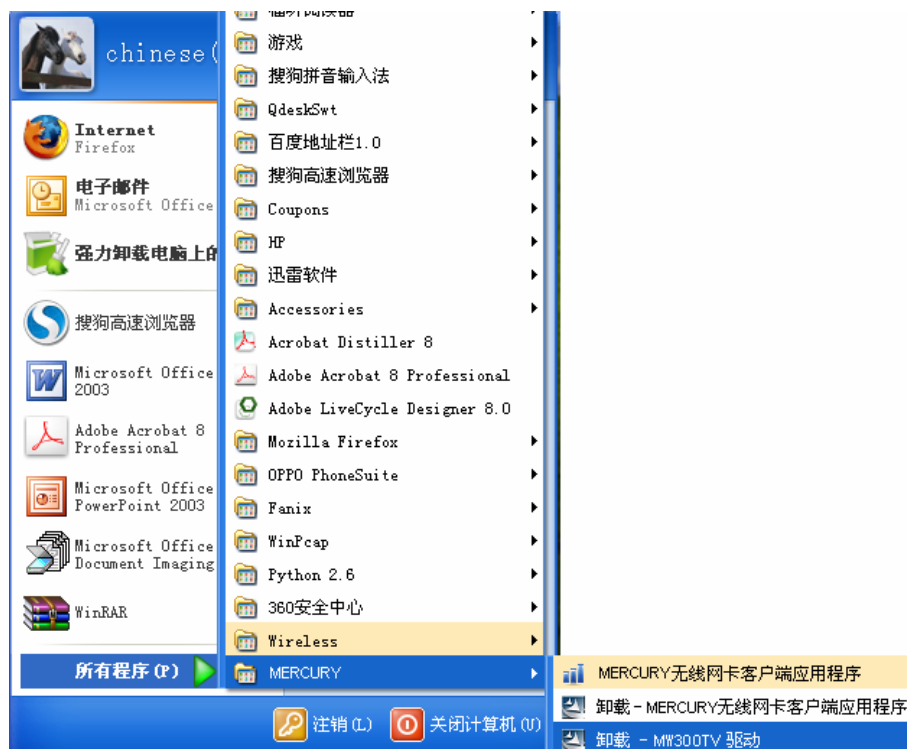 chinese(
Internet
Firefox
电子邮件
Microsoft Office
强力卸载电脑上的
搜狗高速浏览器
Microsoft Office
2003
Adobe Acrobat 8
Professional
Microsoft Office
PowerPoint 2003
Microsoft Office
Document Imaging
WinRAR
所有程序(P)
游戏
搜狗拼音输入法
QdeskSwt
百度地址栏1.0
搜狗高速浏览器
Coupons
HP
迅雷软件
Accessories
Acrobat Distiller 8
Adobe Acrobat 8 Professional
Adobe LiveCycle Designer 8.0
Mozilla Firefox
OPPO PhoneSuite
Fanix
WinPcap
Python 2.6
360安全中心
Wireless
MERCURY
MERCURY无线网卡客户端应用程序
卸载 - MERCURY无线网卡客户端应用程序
卸载 - MW300TV 驱动
注销(L)
关闭计算机(U)